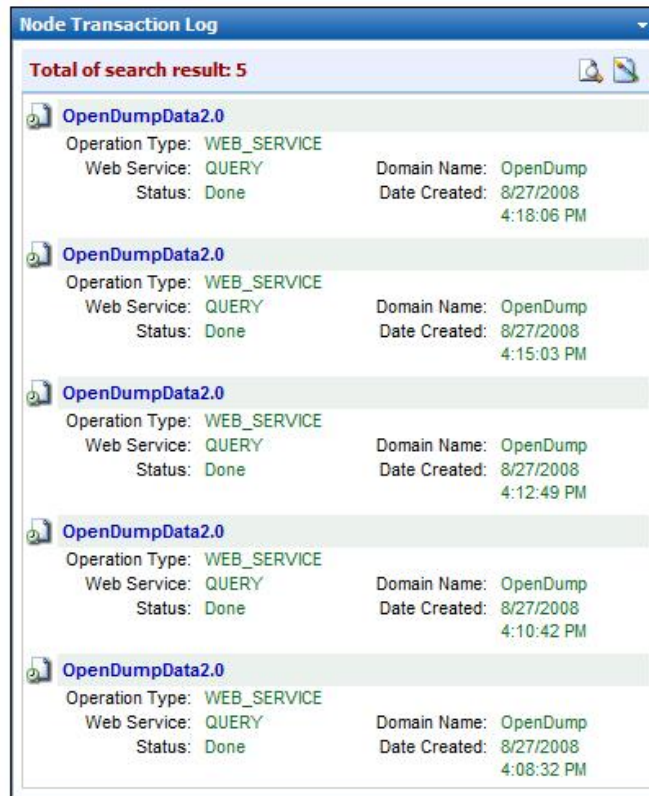 Node Transaction Log
Total of search result: 5
OpenDumpData2.0
Operation Type: WEB_SERVICE
Web Service: QUERY Domain Name: OpenDump
Status: Done Date Created: 8/27/2008
4:18:06 PM
OpenDumpData2.0
Operation Type: WEB_SERVICE
Web Service: QUERY Domain Name: OpenDump
Status: Done Date Created: 8/27/2008
4:15:03 PM
OpenDumpData2.0
Operation Type: WEB_SERVICE
Web Service: QUERY Domain Name: OpenDump
Status: Done Date Created: 8/27/2008
4:12:49 PM
OpenDumpData2.0
Operation Type: WEB_SERVICE
Web Service: QUERY Domain Name: OpenDump
Status: Done Date Created: 8/27/2008
4:10:42 PM
OpenDumpData2.0
Operation Type: WEB_SERVICE
Web Service: QUERY Domain Name: OpenDump
Status: Done Date Created: 8/27/2008
4:08:32 PM